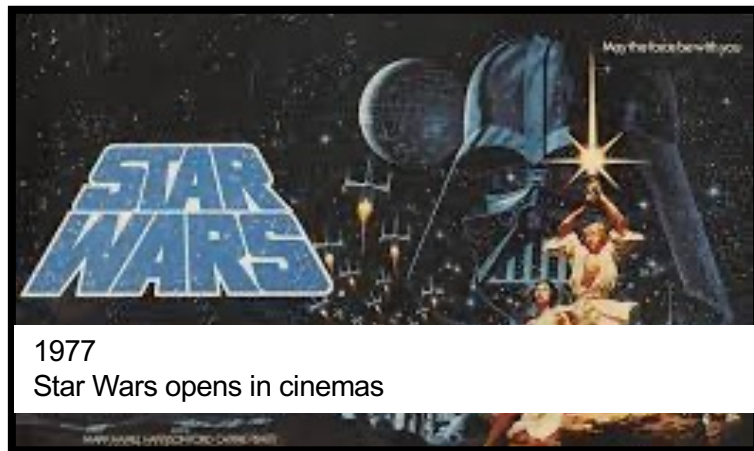 May the force be with you
STAR
WARS
1977
Star Wars opens in cinemas